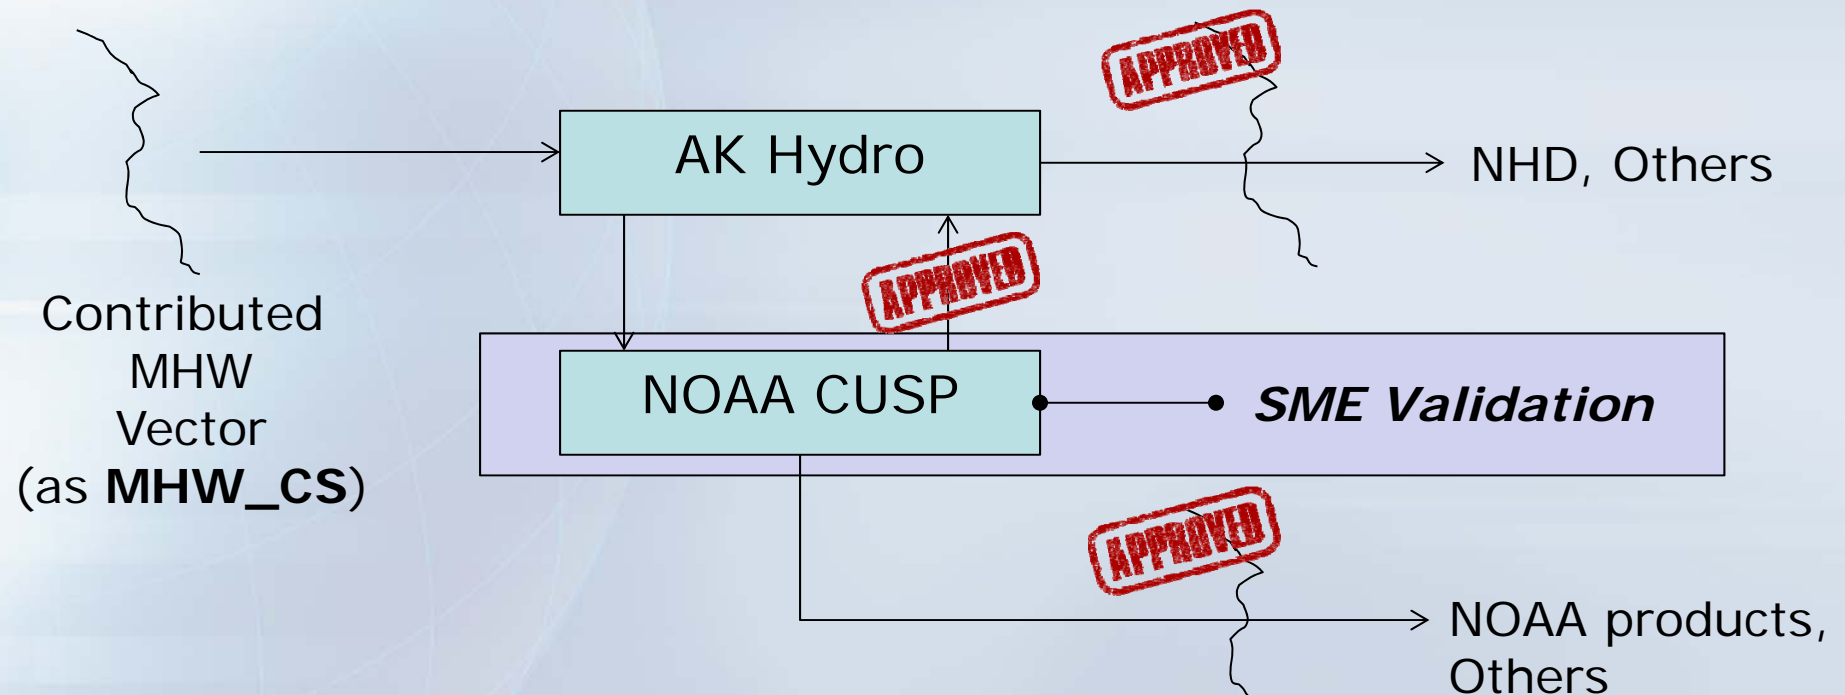 APPROVED
AK Hydro
NHD, Others
APPROVED
Contributed
MHW
Vector
(as MHW_CS)
NOAA CUSP
SME Validation
APPROVED
NOAA products,
Others